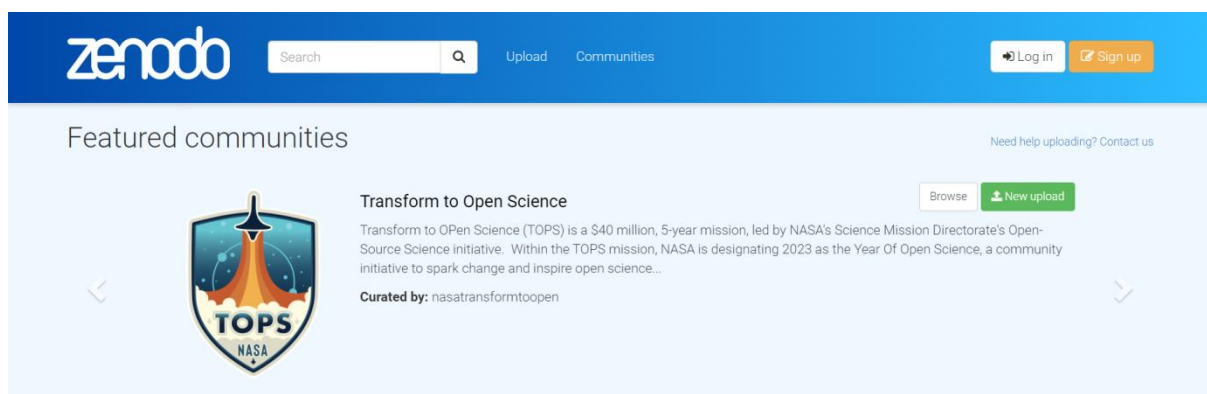 zenodo
Search
Upload
Communities
Log in
Sign up
Featured communities
Need help uploading? Contact us
Transform to Open Science
Browse
New upload
Transform to OPen Science (TOPS) is a $40 million, 5-year mission, led by NASA's Science Mission Directorate's Open-
Source Science initiative. Within the TOPS mission, NASA is designating 2023 as the Year Of Open Science, a community
initiative to spark change and inspire open science...
Curated by: nasatransformtoopen
TOPS
NASA